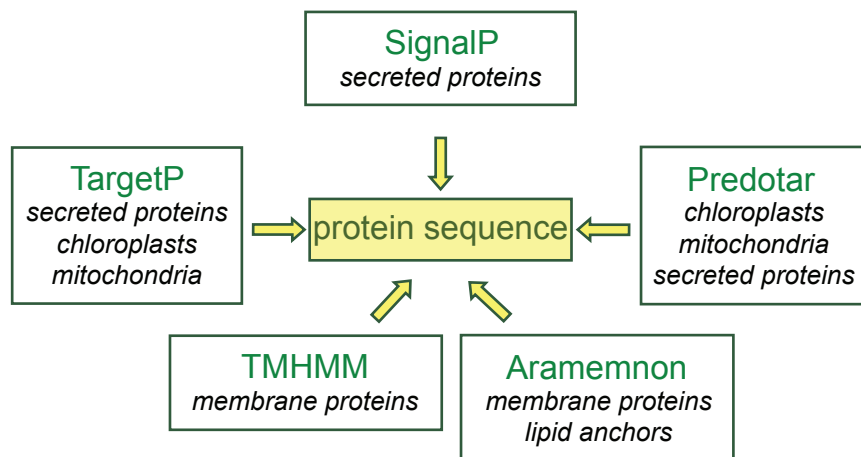 SignalP
secreted proteins
TargetP
secreted proteins
chloroplasts
mitochondria
protein sequence
Predotar
chloroplasts
mitochondria
secreted proteins
TMHMM
membrane proteins
Aramemnon
membrane proteins
lipid anchors